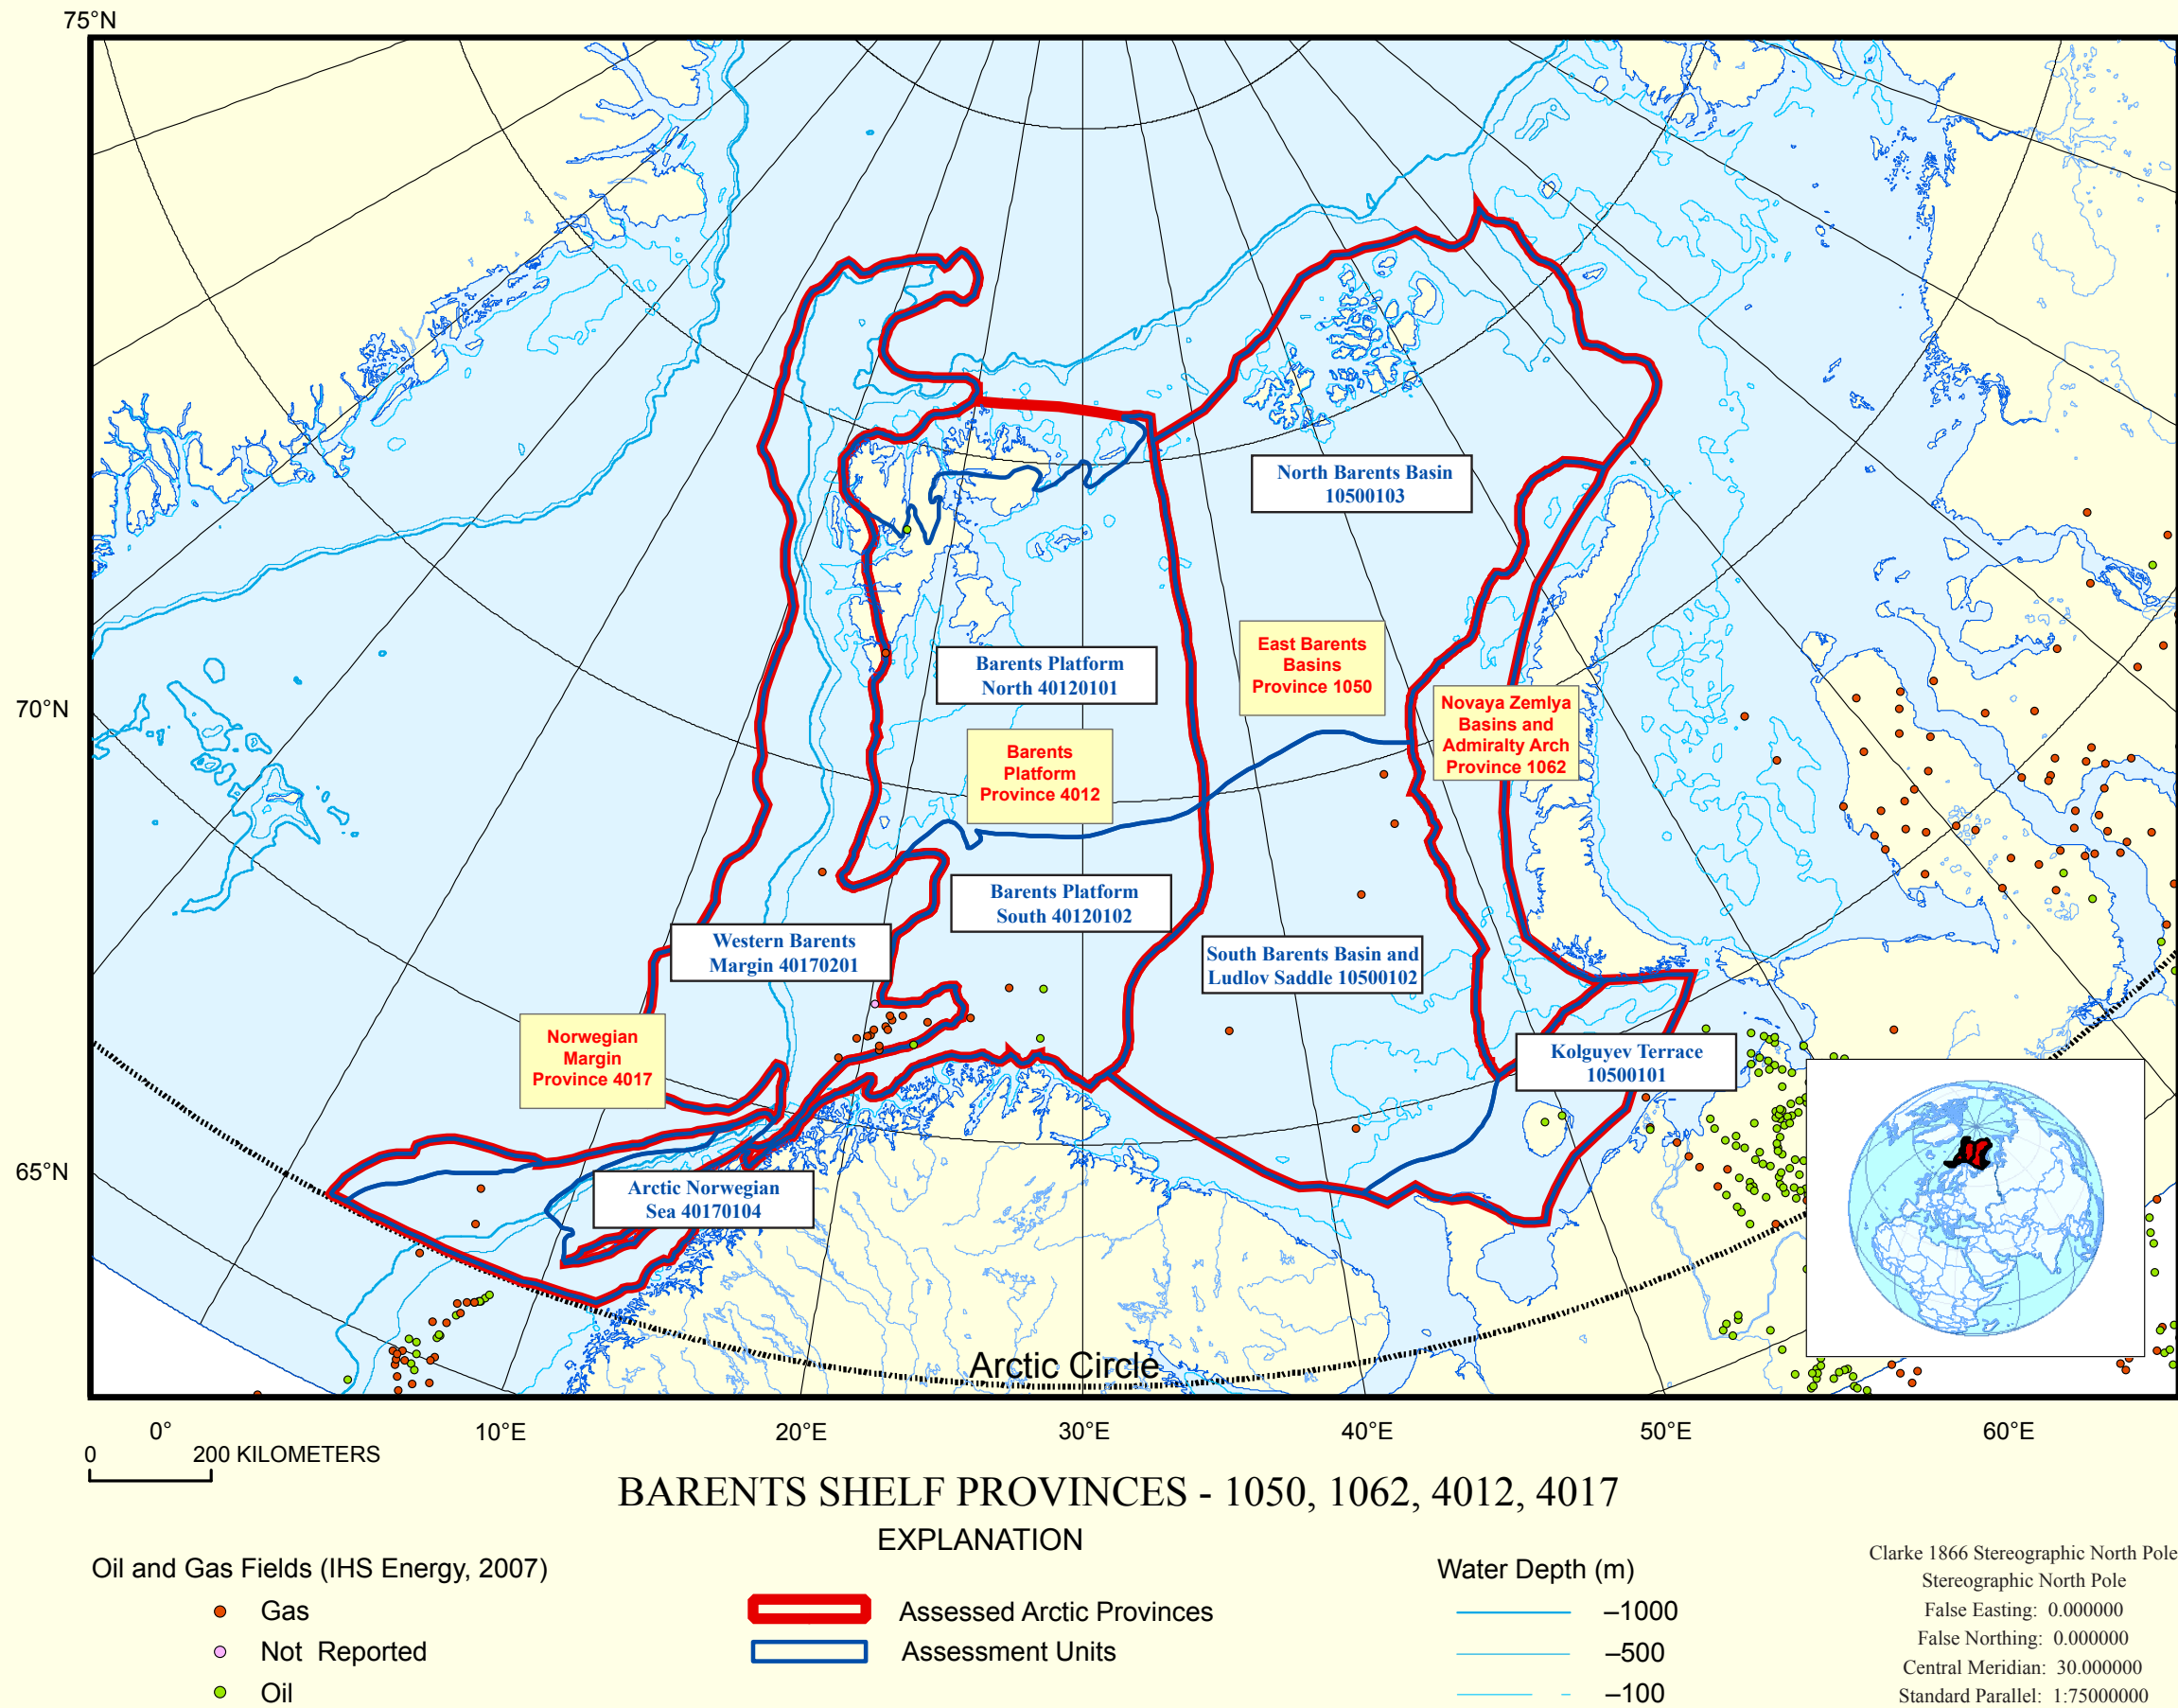 75°N
North Barents Basin
10500103
East Barents
Basins
Province 1050
Barents Platform
North 40120101
Novaya Zemlya
Basins and
Admiralty Arch
Province 1062
70°N
Barents
Platform
Province 4012
Barents Platform
South 40120102
Western Barents
Margin 40170201
South Barents Basin and
Ludlov Saddle 10500102
Norwegian
Margin
Province 4017
Kolguyev Terrace
10500101
65°N
Arctic Norwegian
Sea 40170104
Arctic Circle
0° 10°E 20°E 30°E 40°E 50°E 60°E
0 200 KILOMETERS
BARENTS SHELF PROVINCES - 1050, 1062, 4012, 4017
EXPLANATION
Oil and Gas Fields (IHS Energy, 2007)
Gas
Not Reported
Oil
Assessed Arctic Provinces
Assessment Units
Water Depth (m)
–1000
–500
–100
Clarke 1866 Stereographic North Pole
Stereographic North Pole
False Easting: 0.000000
False Northing: 0.000000
Central Meridian: 30.000000
Standard Parallel: 1:75000000